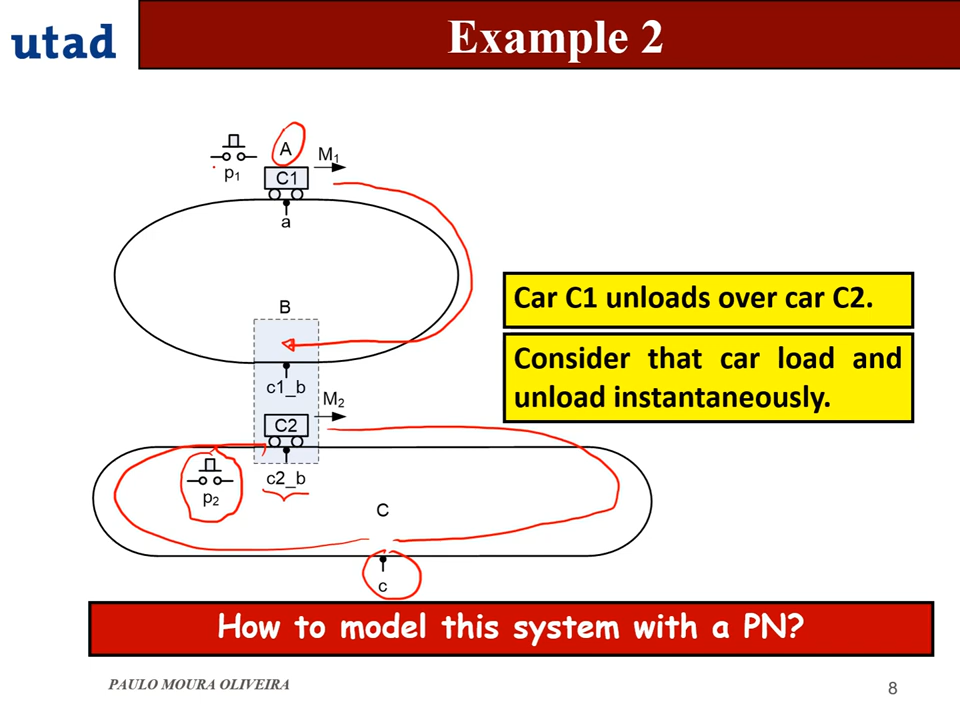 utad
Example 2
A
M1
p1
C1
a
B
Car C1 unloads over car C2.
Consider that car load and
unload instantaneously.
c1_b
M2
C2
c2_b
p2
C
c
How to model this system with a PN?
PAULO MOURA OLIVEIRA
8